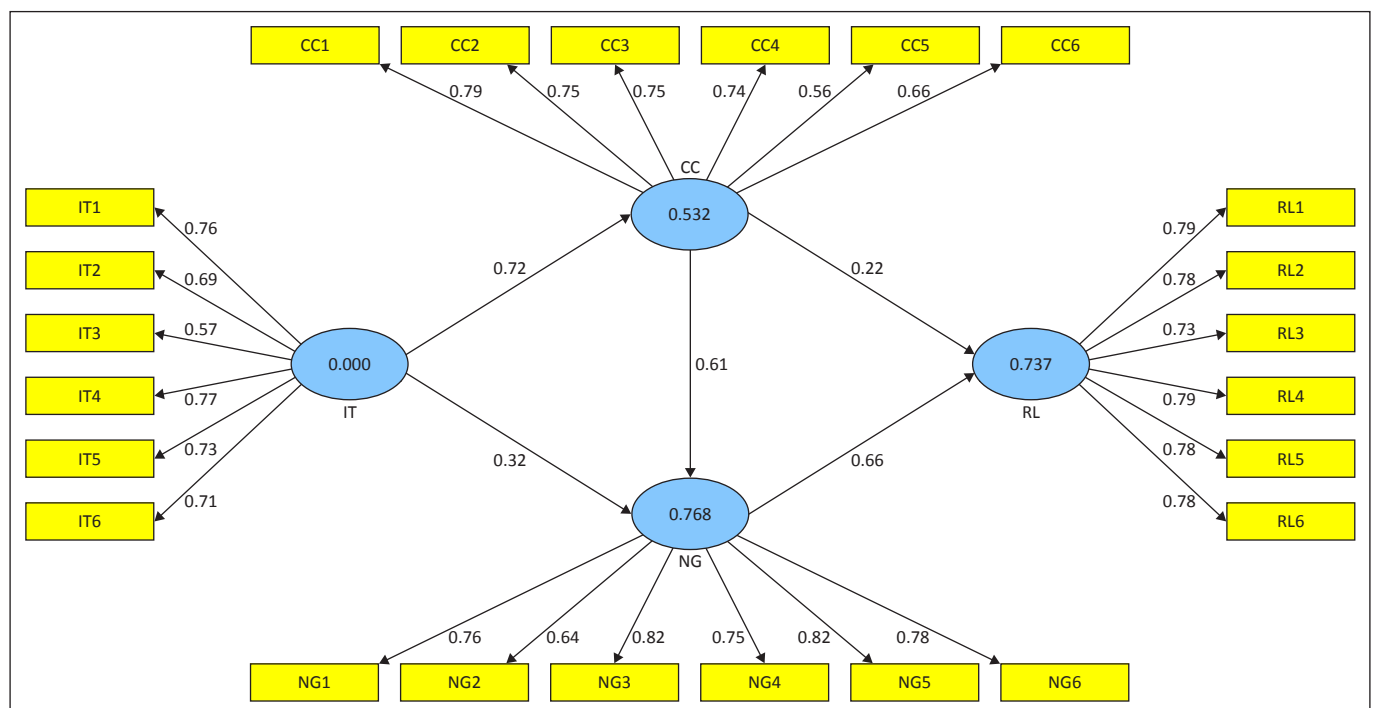 CC1 CC2 CC3 CC4 CC5 CC6
0.79 0.75 0.75 0.74 0.56 0.66
CC
0.532
IT1
IT2
IT3
IT4
IT5
IT6
0.76
0.69
0.57
0.77
0.73
0.71
0.000
IT
0.72
0.32
0.61
0.22
0.66
0.737
RL
0.79
0.78
0.73
0.79
0.78
0.78
RL1
RL2
RL3
RL4
RL5
RL6
0.768
NG
0.76 0.64 0.82 0.75 0.82 0.78
NG1 NG2 NG3 NG4 NG5 NG6